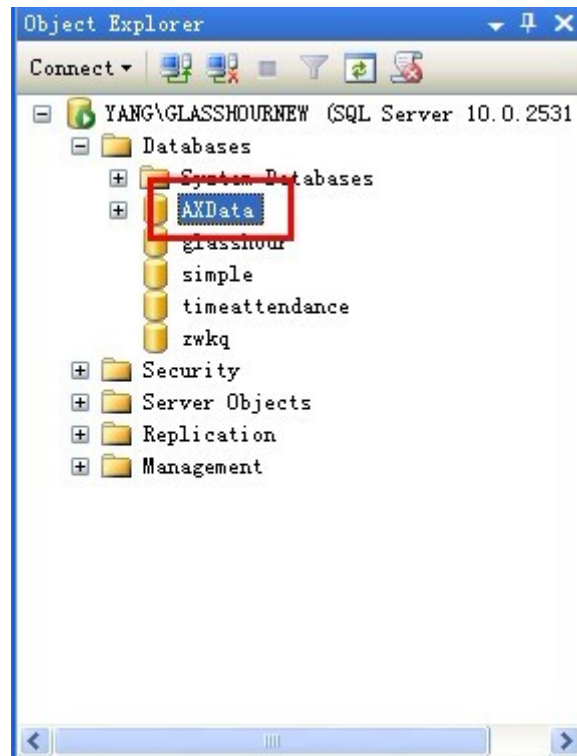 Object Explorer
Connect
YANG\GLASSHOURNEW (SQL Server 10.0.2531
Databases
System Databases
AXData
glasshour
simple
timeattendance
zwkq
Security
Server Objects
Replication
Management